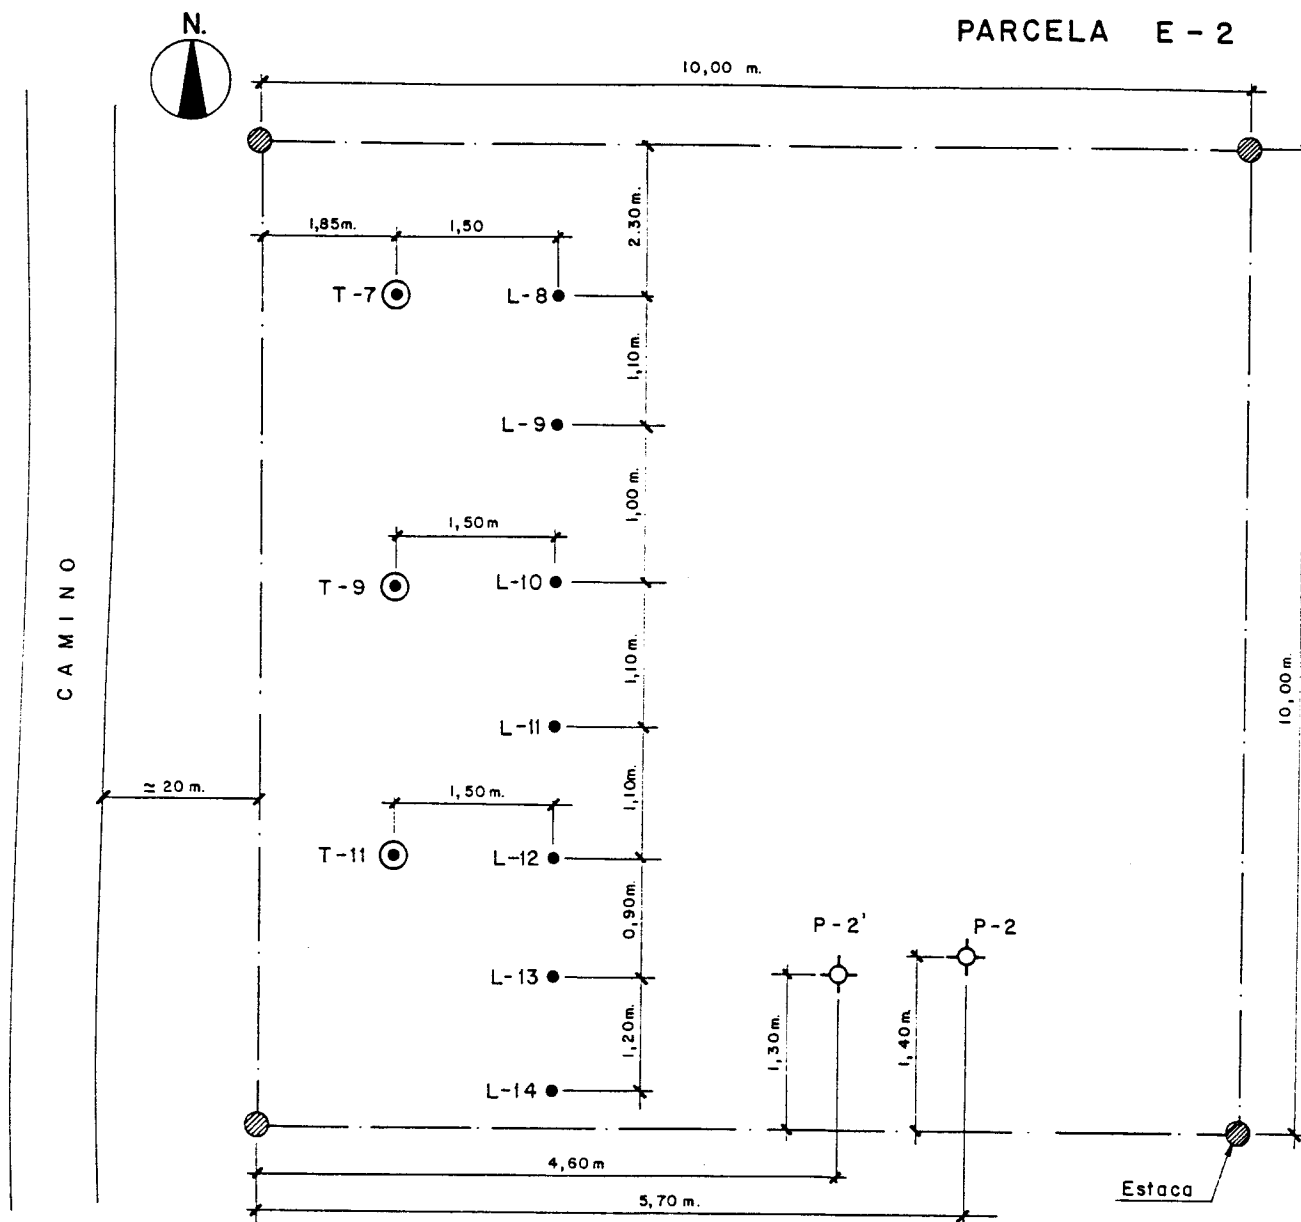 N.
PARCELA E-2
10,00 m.
1,85m.
1,50
2.30m.
T-7
L-8
1,10m.
L-9
1,00m.
1,50m
T-9
L-10
CAMINO
1,10m.
10,00m.
L-11
≃ 20 m.
1,50m.
1,10m.
T-11
L-12
0,90m.
P-2'
P-2
L-13
1,20m.
1,30m.
1,40m.
L-14
4,60m
5,70 m.
Estaca